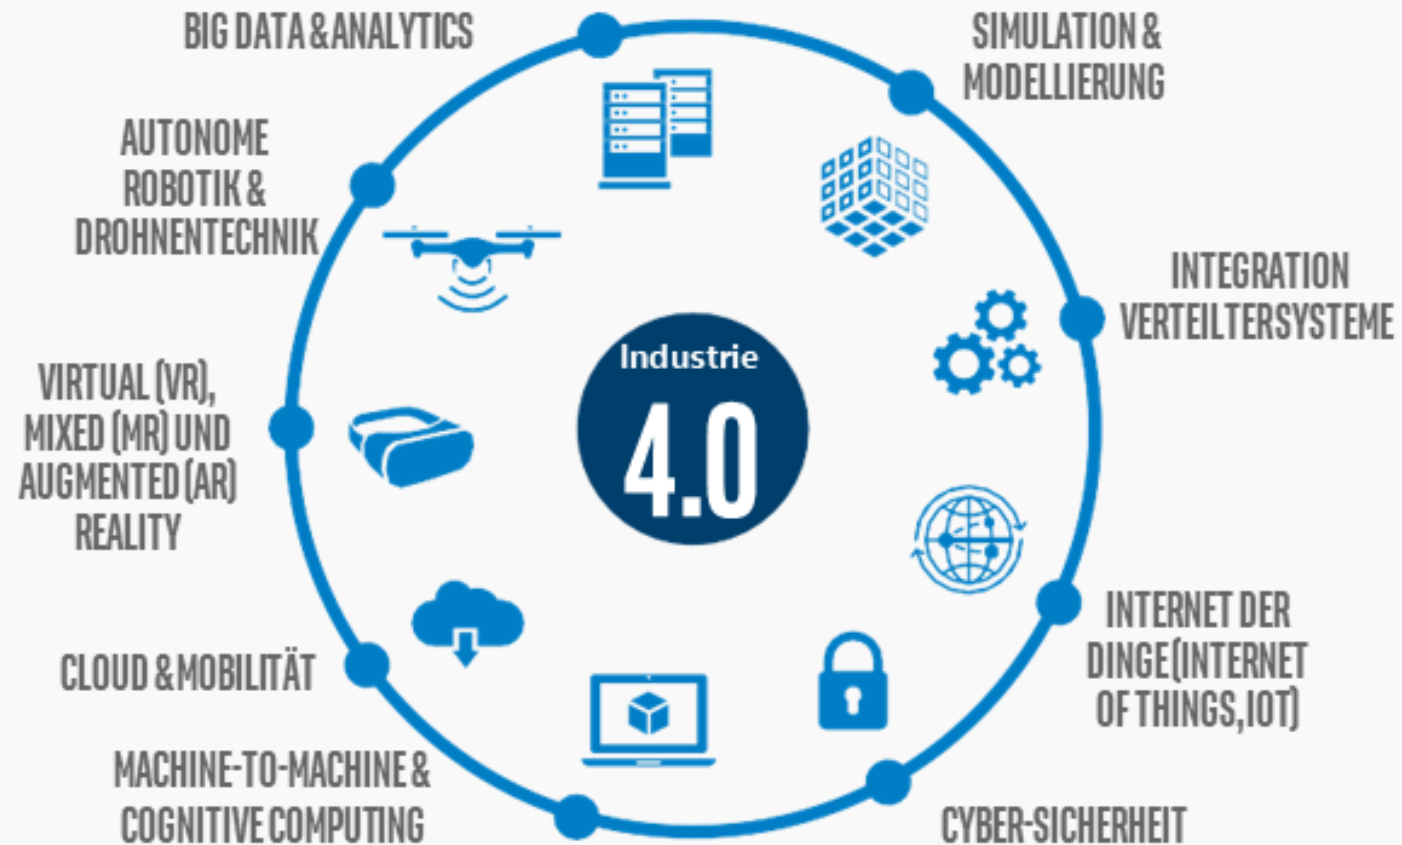 BIG DATA & ANALYTICS
SIMULATION &
MODELLIERUNG
AUTONOME
ROBOTIK &
DROHNENTECHNIK
INTEGRATION
VERTEILTERSYSTEME
Industrie
4.0
VIRTUAL (VR),
MIXED (MR) UND
AUGMENTED (AR)
REALITY
INTERNET DER
DINGE (INTERNET
OF THINGS, IOT)
CLOUD & MOBILITÄT
MACHINE-TO-MACHINE &
COGNITIVE COMPUTING
CYBER-SICHERHEIT